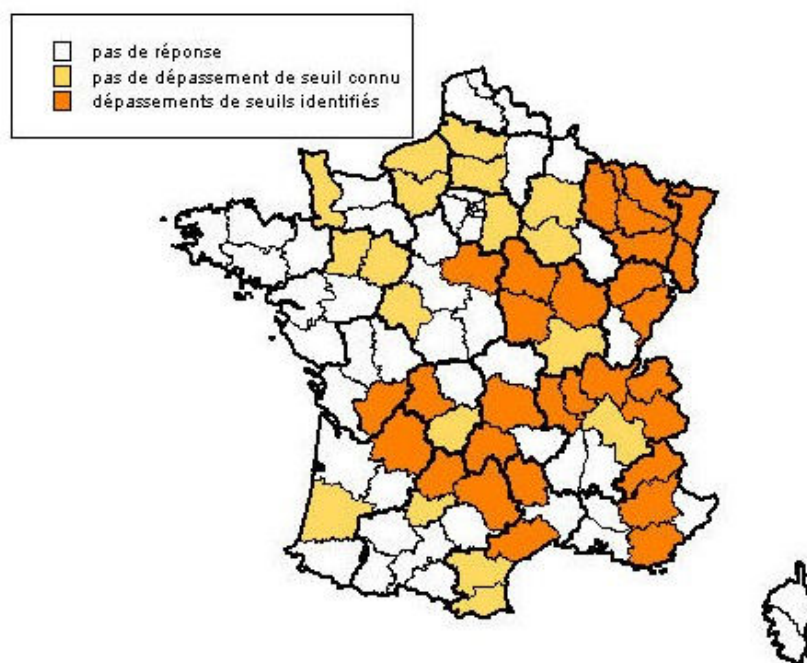 pas de réponse
pas de dépassement de seuil connu
dépassements de seuils identifiés